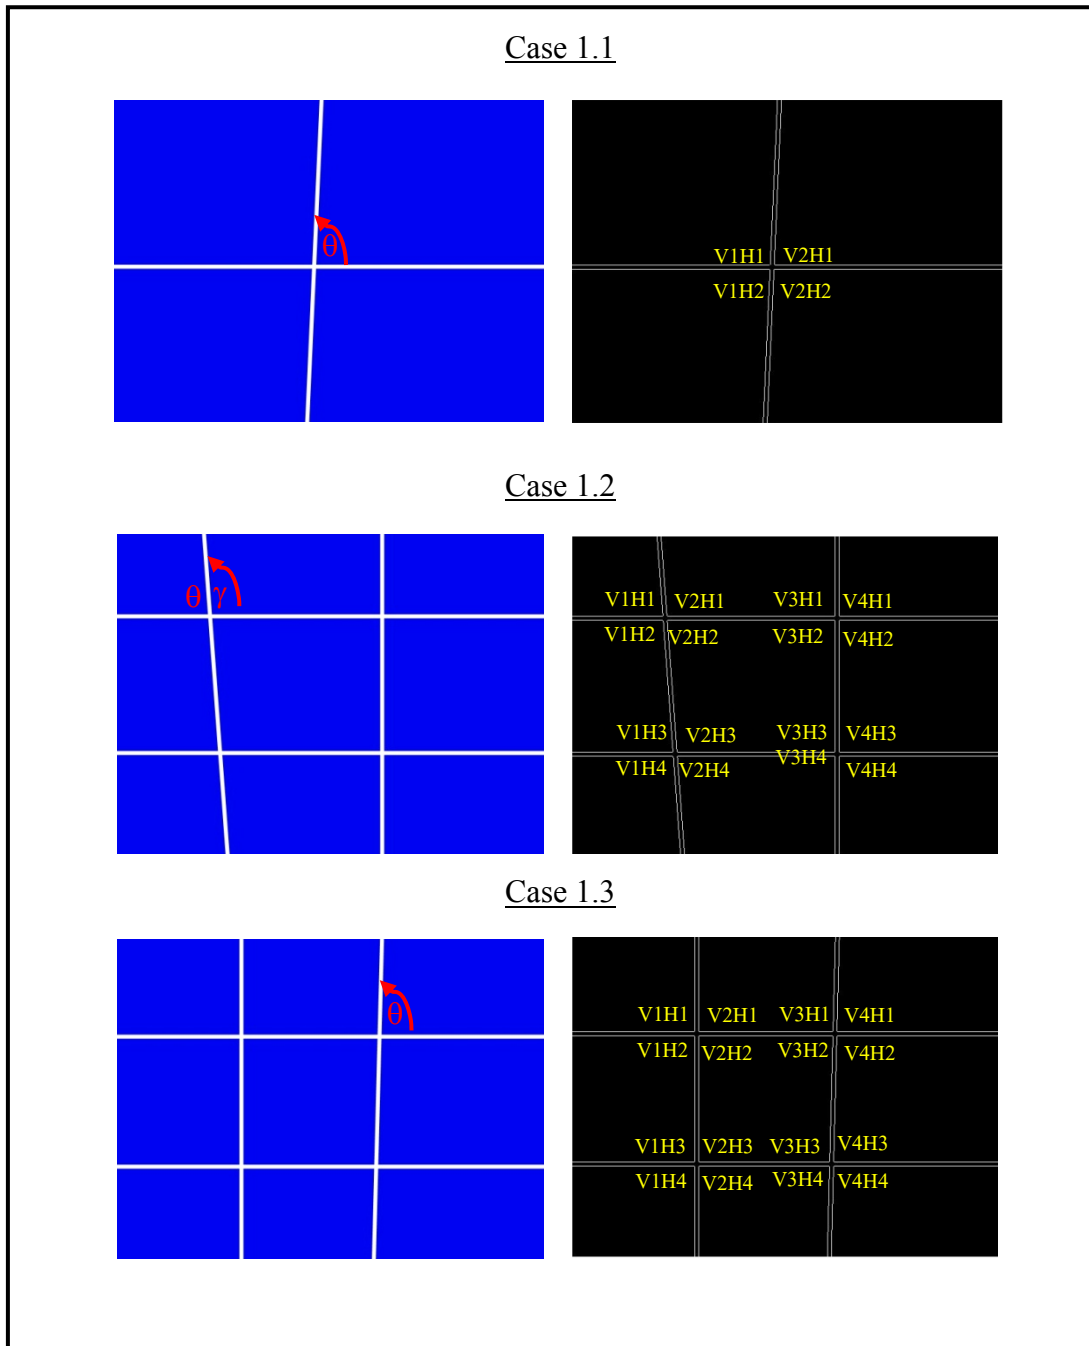 Case 1.1
θ
V1H1 V2H1
V1H2 V2H2
Case 1.2
θ γ
V1H1 V2H1 V3H1 V4H1
V1H2 V2H2 V3H2 V4H2
V1H3 V2H3 V3H3 V4H3
V1H4 V2H4 V3H4 V4H4
Case 1.3
θ
V1H1 V2H1 V3H1 V4H1
V1H2 V2H2 V3H2 V4H2
V1H3 V2H3 V3H3 V4H3
V1H4 V2H4 V3H4 V4H4